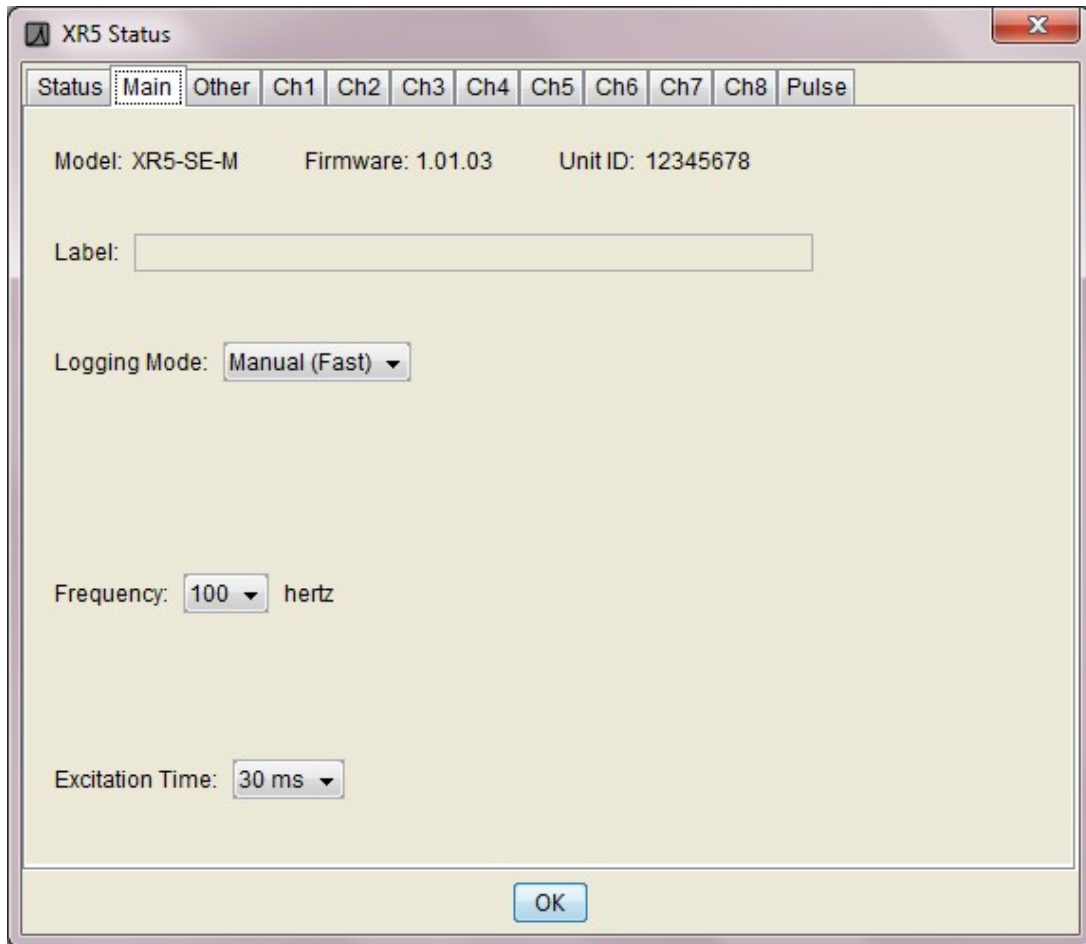 XR5 Status
Status Main Other Ch1 Ch2 Ch3 Ch4 Ch5 Ch6 Ch7 Ch8 Pulse
Model: XR5-SE-M Firmware: 1.01.03 Unit ID: 12345678
Label:
Logging Mode: Manual (Fast)
Frequency: 100 hertz
Excitation Time: 30 ms
OK